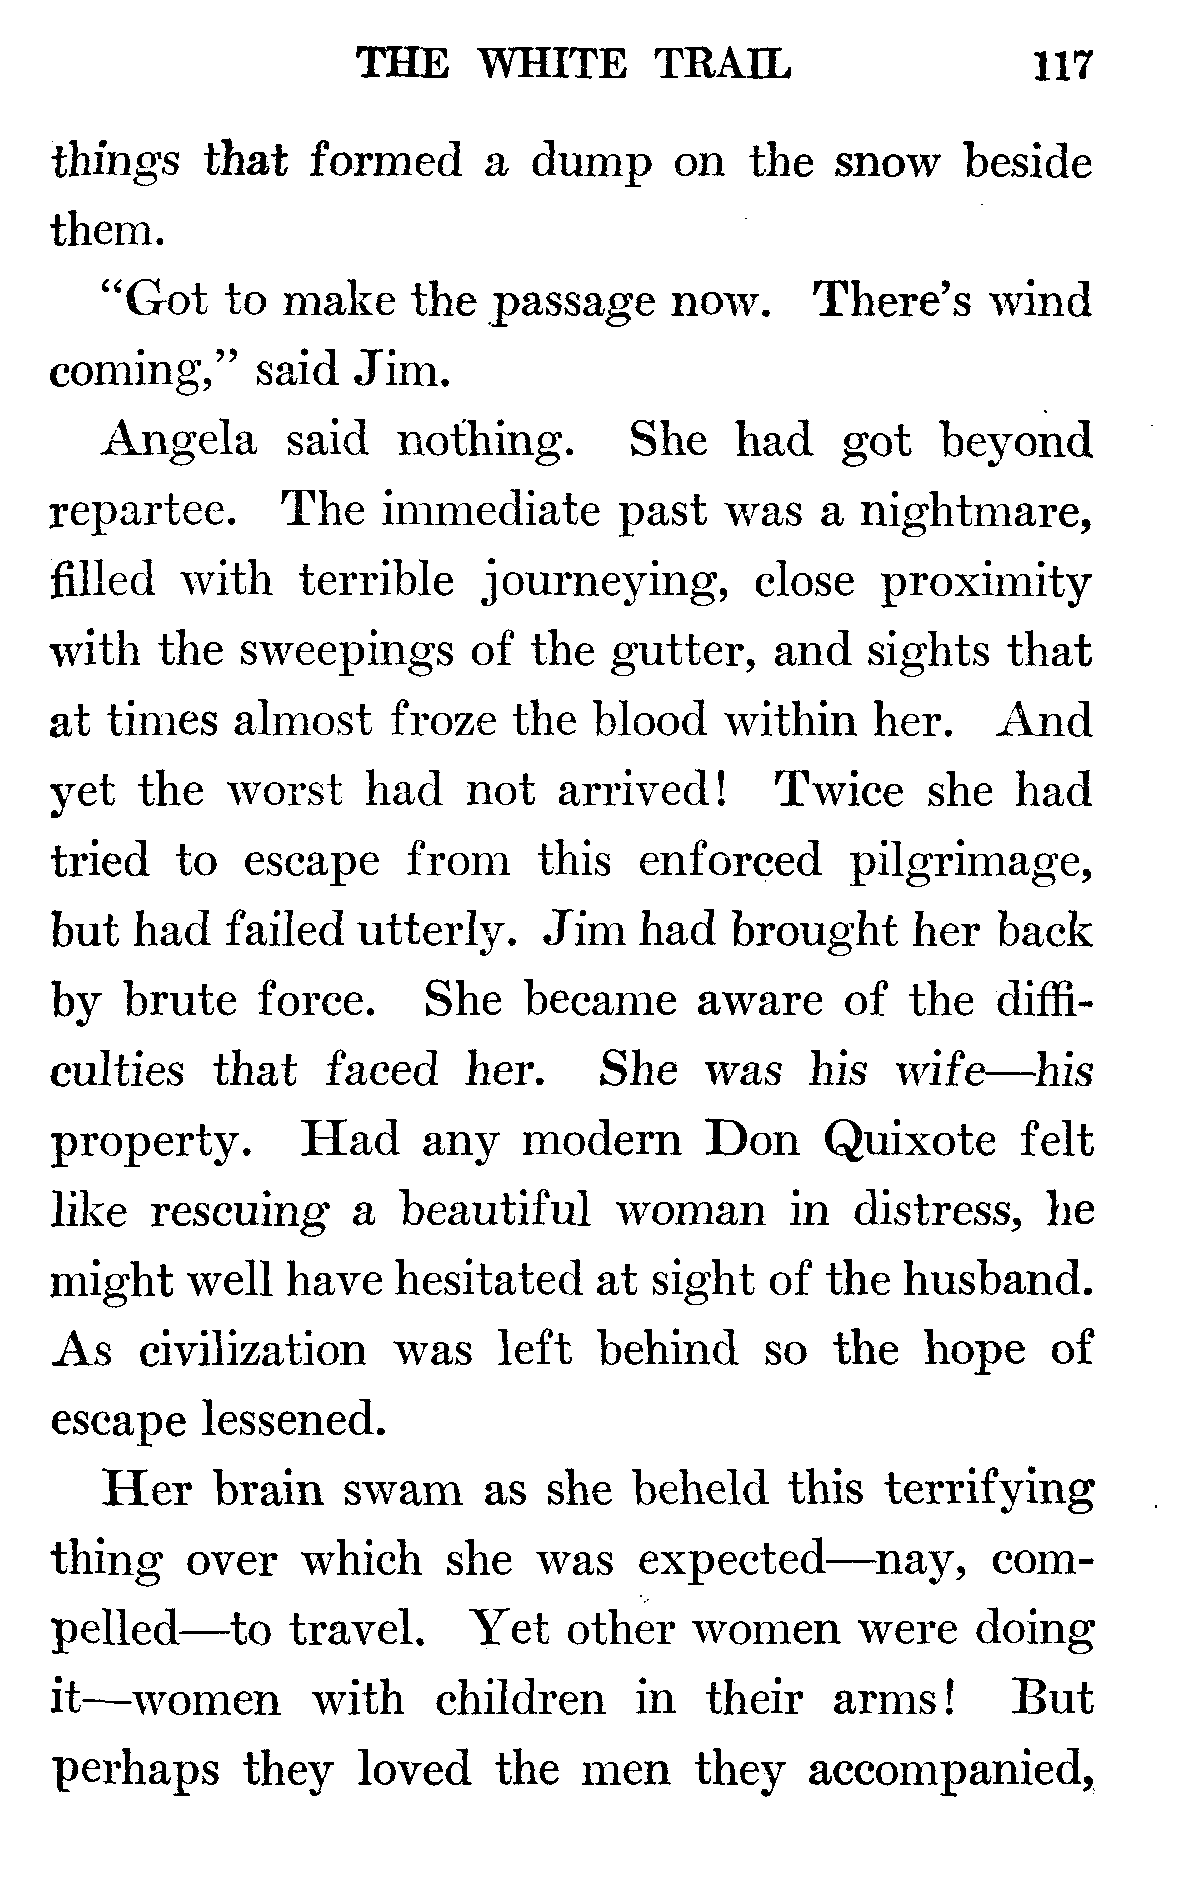 THE WHITE TRAIL 117
things that formed a dump on the snow beside
them.
“Got to make the passage now. There’s wind
coming,” said Jim.
Angela said nothing. She had got beyond
repartee. The immediate past was a nightmare,
filled with terrible journeying, close proximity
with the sweepings of the gutter, and sights that
at times almost froze the blood within her. And
yet the worst had not arrived! Twice she had
tried to escape from this enforced pilgrimage,
but had failed utterly. Jim had brought her back
by brute force. She became aware of the diffi-
culties that faced her. She was his wife—his
property. Had any modern Don Quixote felt
like rescuing a beautiful woman in distress, he
might well have hesitated at sight of the husband.
As civilization was left behind so the hope of
escape lessened.
Her brain swam as she beheld this terrifying
thing over which she was expected—nay, com-
pelled—to travel. Yet other women were doing
it—women with children in their arms! But
perhaps they loved the men they accompanied,